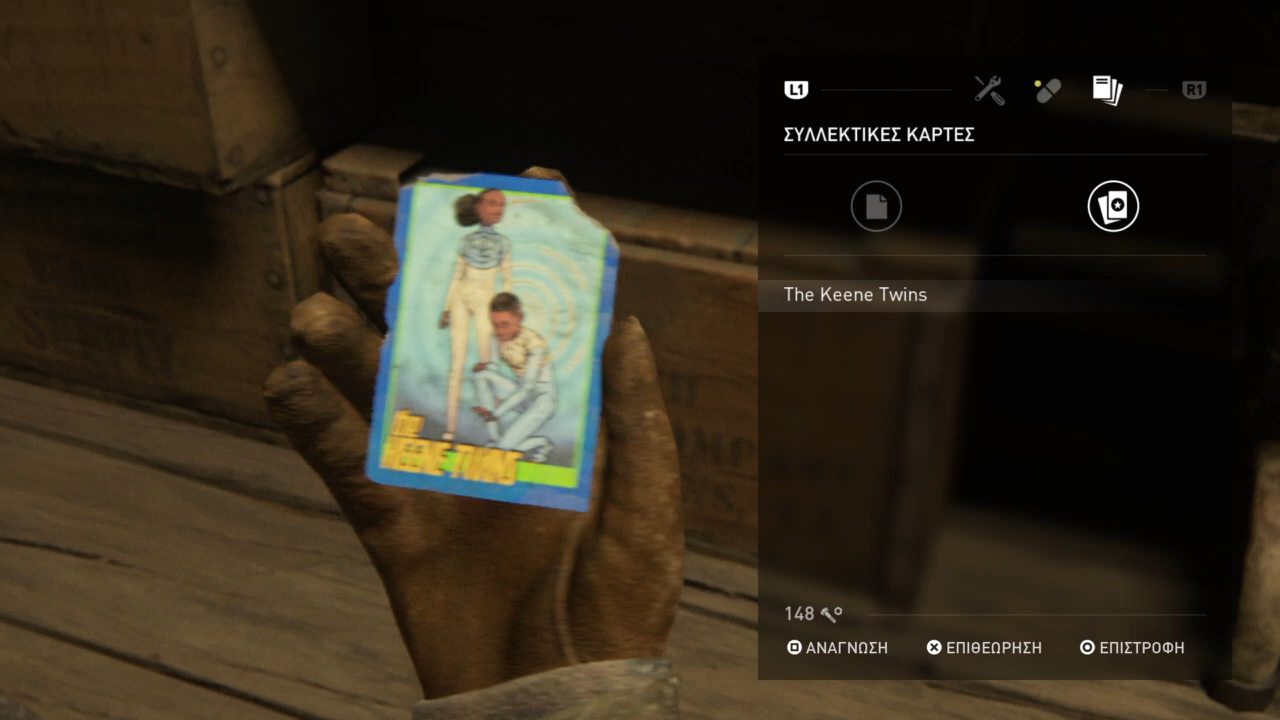 L1
R1
ΣΥΛΛΕΚΤΙΚΕΣ ΚΑΡΤΕΣ
The Keene Twins
the
KEENE TWINS
148
ΑΝΑΓΝΩΣΗ ΕΠΙΘΕΩΡΗΣΗ ΕΠΙΣΤΡΟΦΗ